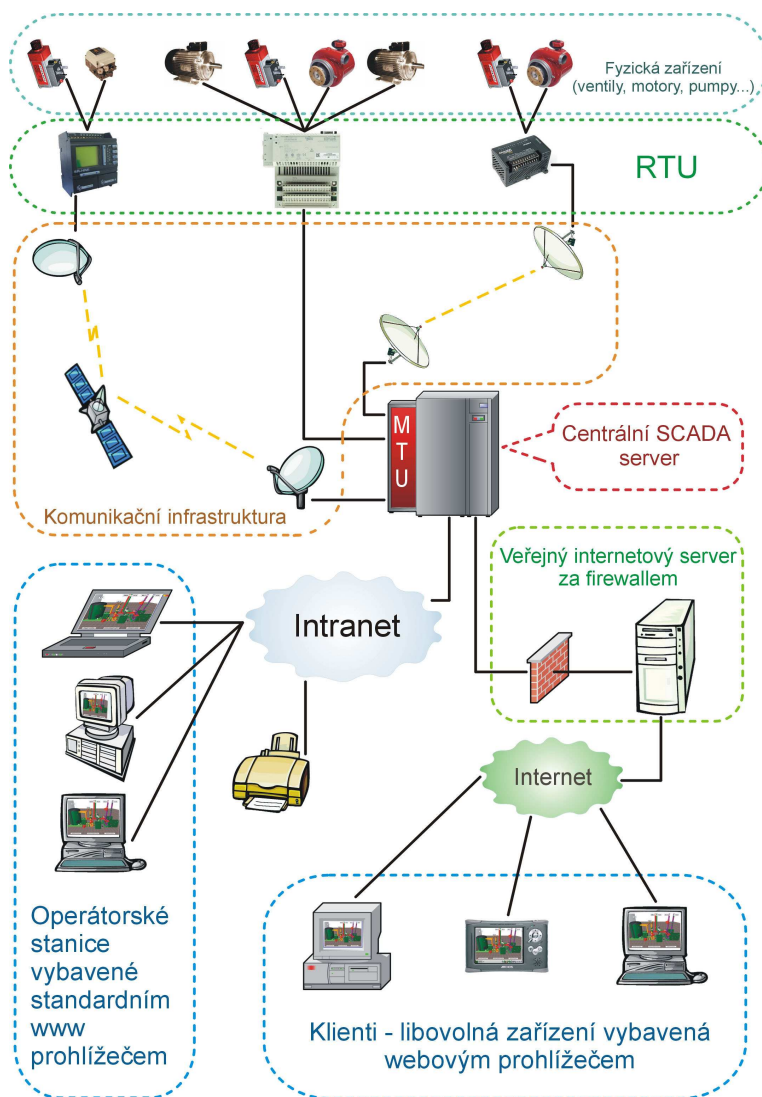 Fyzická zařízení
(ventily, motory, pumpy...)
RTU
MTU
Centrální SCADA
server
Komunikační infrastruktura
Veřejný internetový server
za firewallem
Intranet
Internet
Operátorské
stanice
vybavené
standardním
www
prohlížečem
Klienti - libovolná zařízení vybavená
webovým prohlížečem